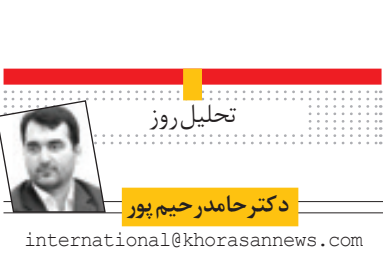 تحلیل روز
دکتر حامد رحیم پور
international@khorasannews.com